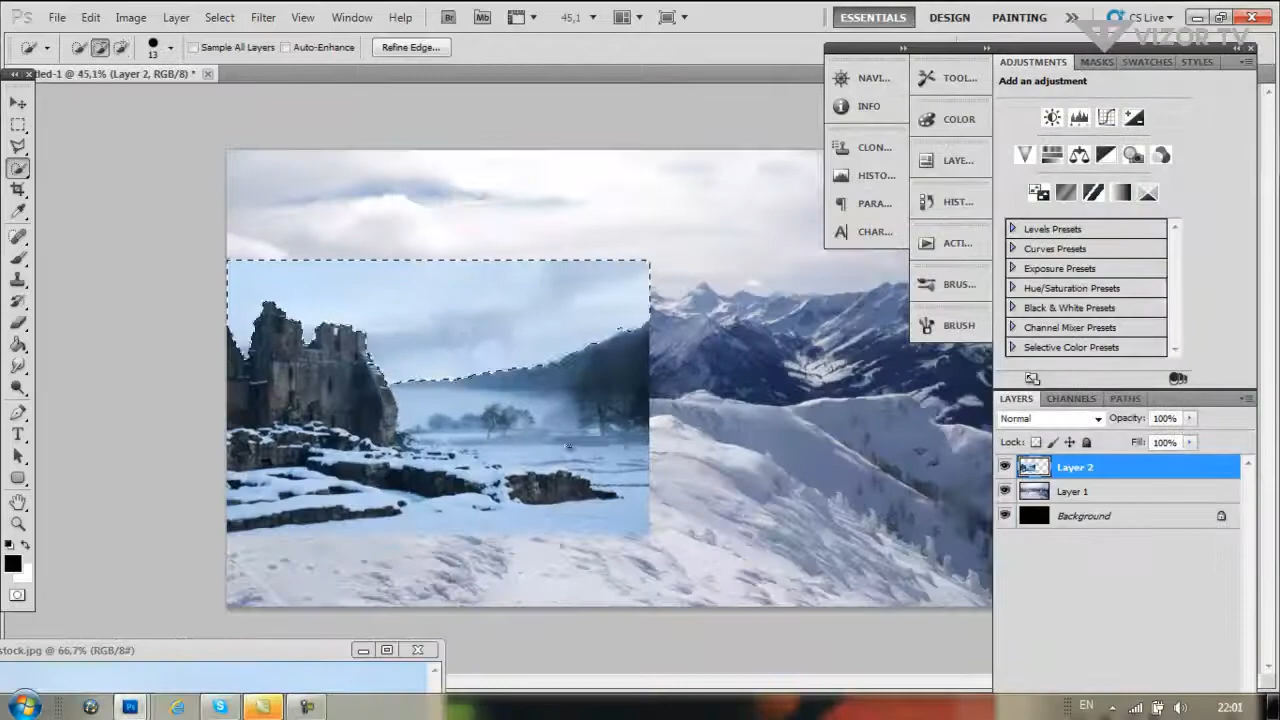 Ps File Edit Image Layer Select Filter View Window Help Br Mb 45,1 ESSENTIALS DESIGN PAINTING CS Live
VIZOR TV
13 Sample All Layers Auto-Enhance Refine Edge...
ded-1 @ 45,1% (Layer 2, RGB/8) *
NAVI...
INFO
CLON...
HISTO...
PARA...
CHAR...
TOOL...
COLOR
LAYE...
HIST...
ACTI...
BRUS...
BRUSH
ADJUSTMENTS MASKS SWATCHES STYLES
Add an adjustment
Levels Presets
Curves Presets
Exposure Presets
Hue/Saturation Presets
Black & White Presets
Channel Mixer Presets
Selective Color Presets
LAYERS CHANNELS PATHS
Normal Opacity: 100%
Lock: Fill: 100%
Layer 2
Layer 1
Background
stock.jpg @ 66,7% (RGB/8#)
EN 22:01